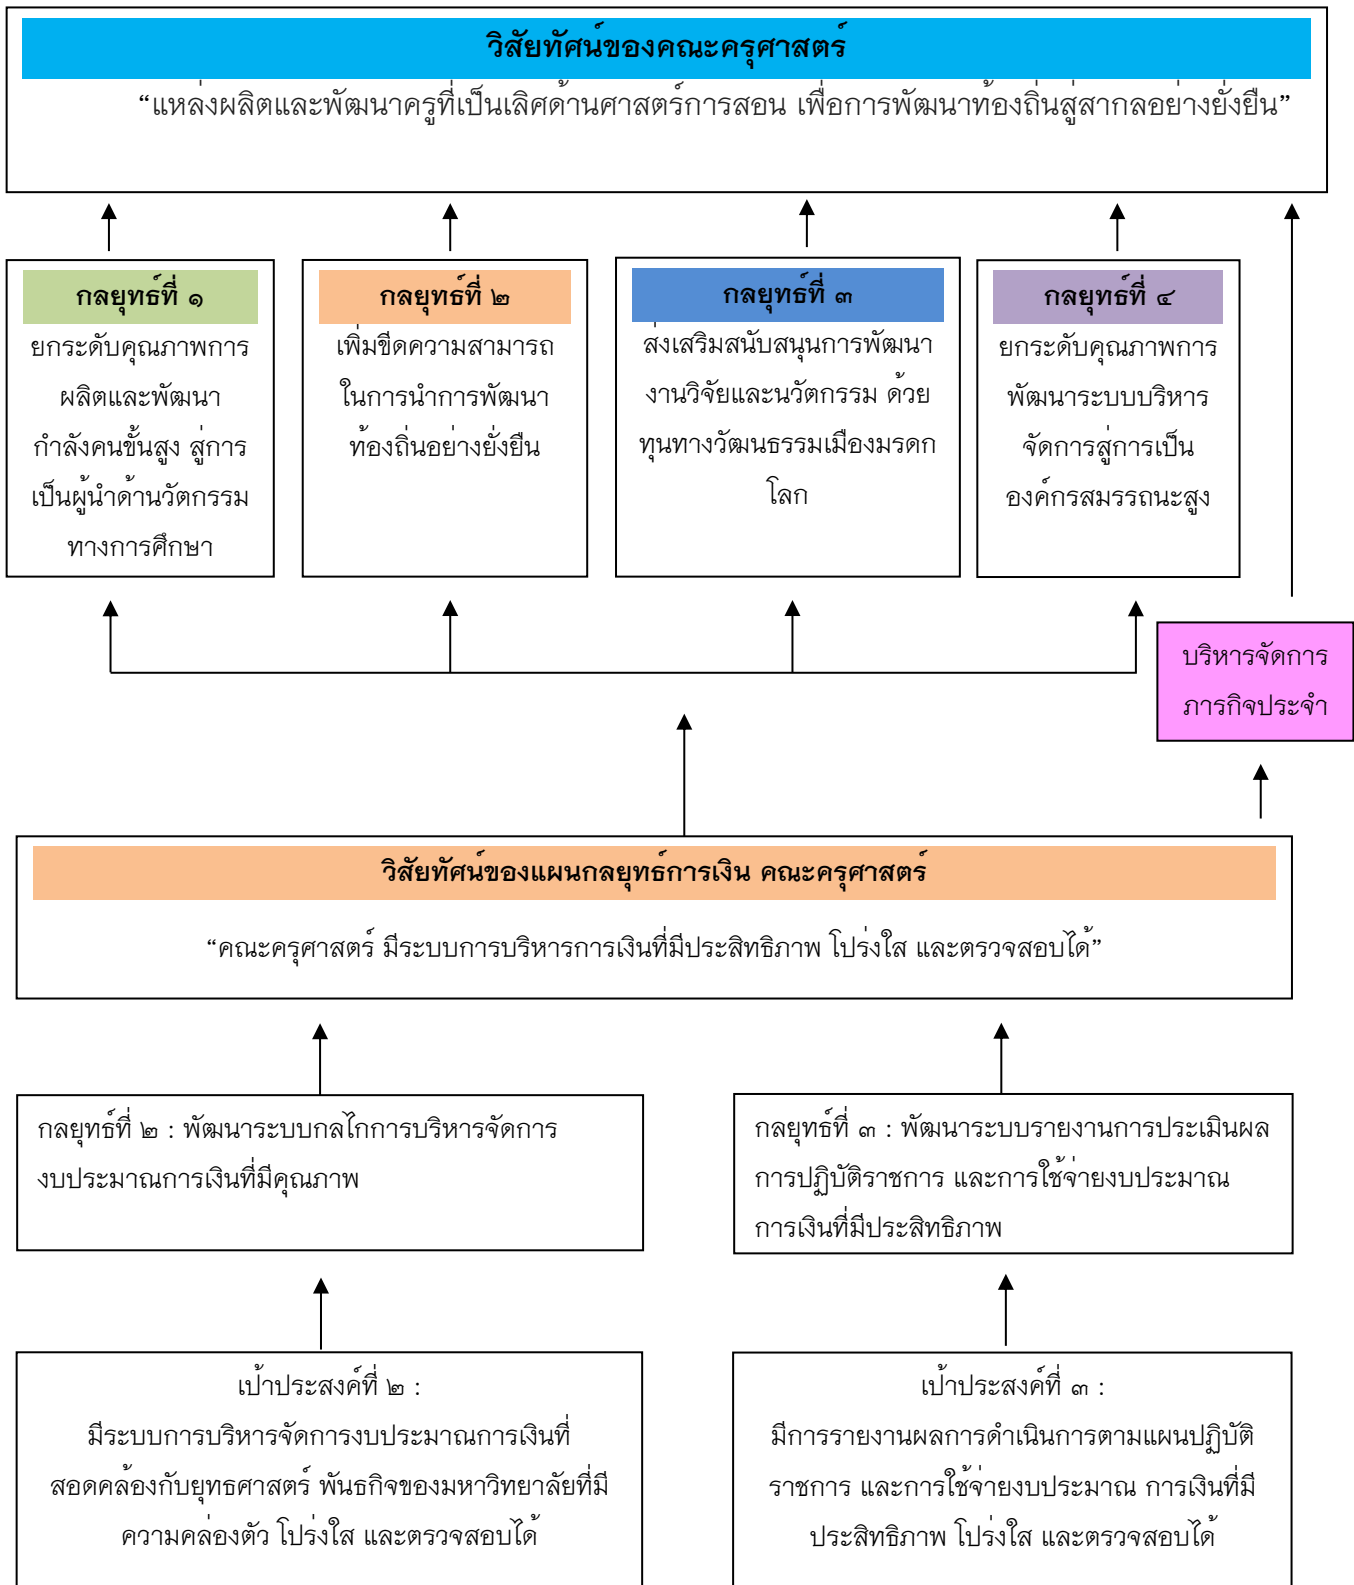 วิสัยทัศน์ของคณะครุศาสตร์
“แหล่งผลิตและพัฒนาครูที่เป็นเลิศด้านศาสตร์การสอน เพื่อการพัฒนาท้องถิ่นสู่สากลอย่างยั่งยืน”
กลยุทธ์ที่ ๑
ยกระดับคุณภาพการ
ผลิตและพัฒนา
กำลังคนขั้นสูง สู่การ
เป็นผู้นำด้านวัตกรรม
ทางการศึกษา
กลยุทธ์ที่ ๒
เพิ่มขีดความสามารถ
ในการนำการพัฒนา
ท้องถิ่นอย่างยั่งยืน
กลยุทธ์ที่ ๓
ส่งเสริมสนับสนุนการพัฒนา
งานวิจัยและนวัตกรรม ด้วย
ทุนทางวัฒนธรรมเมืองมรดก
โลก
กลยุทธ์ที่ ๔
ยกระดับคุณภาพการ
พัฒนาระบบบริหาร
จัดการสู่การเป็น
องค์กรสมรรถนะสูง
บริหารจัดการ
ภารกิจประจำ
วิสัยทัศน์ของแผนกลยุทธ์การเงิน คณะครุศาสตร์
“คณะครุศาสตร์ มีระบบการบริหารการเงินที่มีประสิทธิภาพ โปร่งใส และตรวจสอบได้”
กลยุทธ์ที่ ๒ : พัฒนาระบบกลไกการบริหารจัดการ
งบประมาณการเงินที่มีคุณภาพ
กลยุทธ์ที่ ๓ : พัฒนาระบบรายงานการประเมินผล
การปฏิบัติราชการ และการใช้จ่ายงบประมาณ
การเงินที่มีประสิทธิภาพ
เป้าประสงค์ที่ ๒ :
มีระบบการบริหารจัดการงบประมาณการเงินที่
สอดคล้องกับยุทธศาสตร์ พันธกิจของมหาวิทยาลัยที่มี
ความคล่องตัว โปร่งใส และตรวจสอบได้
เป้าประสงค์ที่ ๓ :
มีการรายงานผลการดำเนินการตามแผนปฏิบัติ
ราชการ และการใช้จ่ายงบประมาณ การเงินที่มี
ประสิทธิภาพ โปร่งใส และตรวจสอบได้